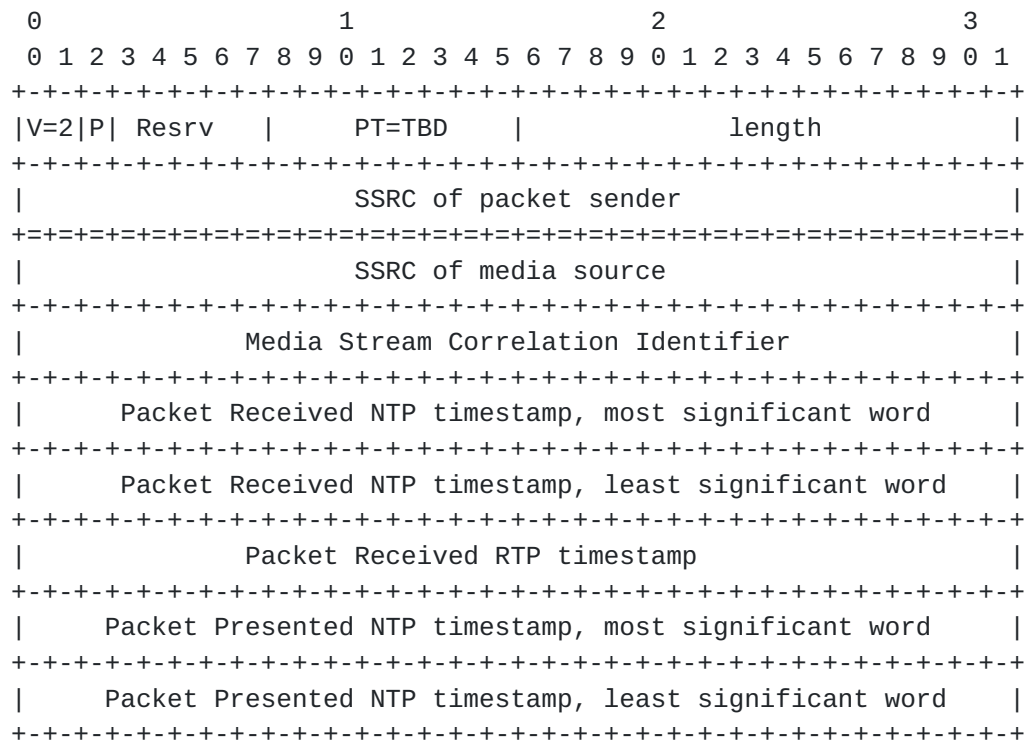 0                   1                   2                   3
 0 1 2 3 4 5 6 7 8 9 0 1 2 3 4 5 6 7 8 9 0 1 2 3 4 5 6 7 8 9 0 1
+-+-+-+-+-+-+-+-+-+-+-+-+-+-+-+-+-+-+-+-+-+-+-+-+-+-+-+-+-+-+-+-+
|V=2|P| Resrv   |     PT=TBD    |             length            |
+-+-+-+-+-+-+-+-+-+-+-+-+-+-+-+-+-+-+-+-+-+-+-+-+-+-+-+-+-+-+-+-+
|                     SSRC of packet sender                     |
+=+=+=+=+=+=+=+=+=+=+=+=+=+=+=+=+=+=+=+=+=+=+=+=+=+=+=+=+=+=+=+=+
|                     SSRC of media source                      |
+-+-+-+-+-+-+-+-+-+-+-+-+-+-+-+-+-+-+-+-+-+-+-+-+-+-+-+-+-+-+-+-+
|              Media Stream Correlation Identifier              |
+-+-+-+-+-+-+-+-+-+-+-+-+-+-+-+-+-+-+-+-+-+-+-+-+-+-+-+-+-+-+-+-+
|      Packet Received NTP timestamp, most significant word     |
+-+-+-+-+-+-+-+-+-+-+-+-+-+-+-+-+-+-+-+-+-+-+-+-+-+-+-+-+-+-+-+-+
|      Packet Received NTP timestamp, least significant word    |
+-+-+-+-+-+-+-+-+-+-+-+-+-+-+-+-+-+-+-+-+-+-+-+-+-+-+-+-+-+-+-+-+
|              Packet Received RTP timestamp                    |
+-+-+-+-+-+-+-+-+-+-+-+-+-+-+-+-+-+-+-+-+-+-+-+-+-+-+-+-+-+-+-+-+
|     Packet Presented NTP timestamp, most significant word     |
+-+-+-+-+-+-+-+-+-+-+-+-+-+-+-+-+-+-+-+-+-+-+-+-+-+-+-+-+-+-+-+-+
|     Packet Presented NTP timestamp, least significant word    |
+-+-+-+-+-+-+-+-+-+-+-+-+-+-+-+-+-+-+-+-+-+-+-+-+-+-+-+-+-+-+-+-+